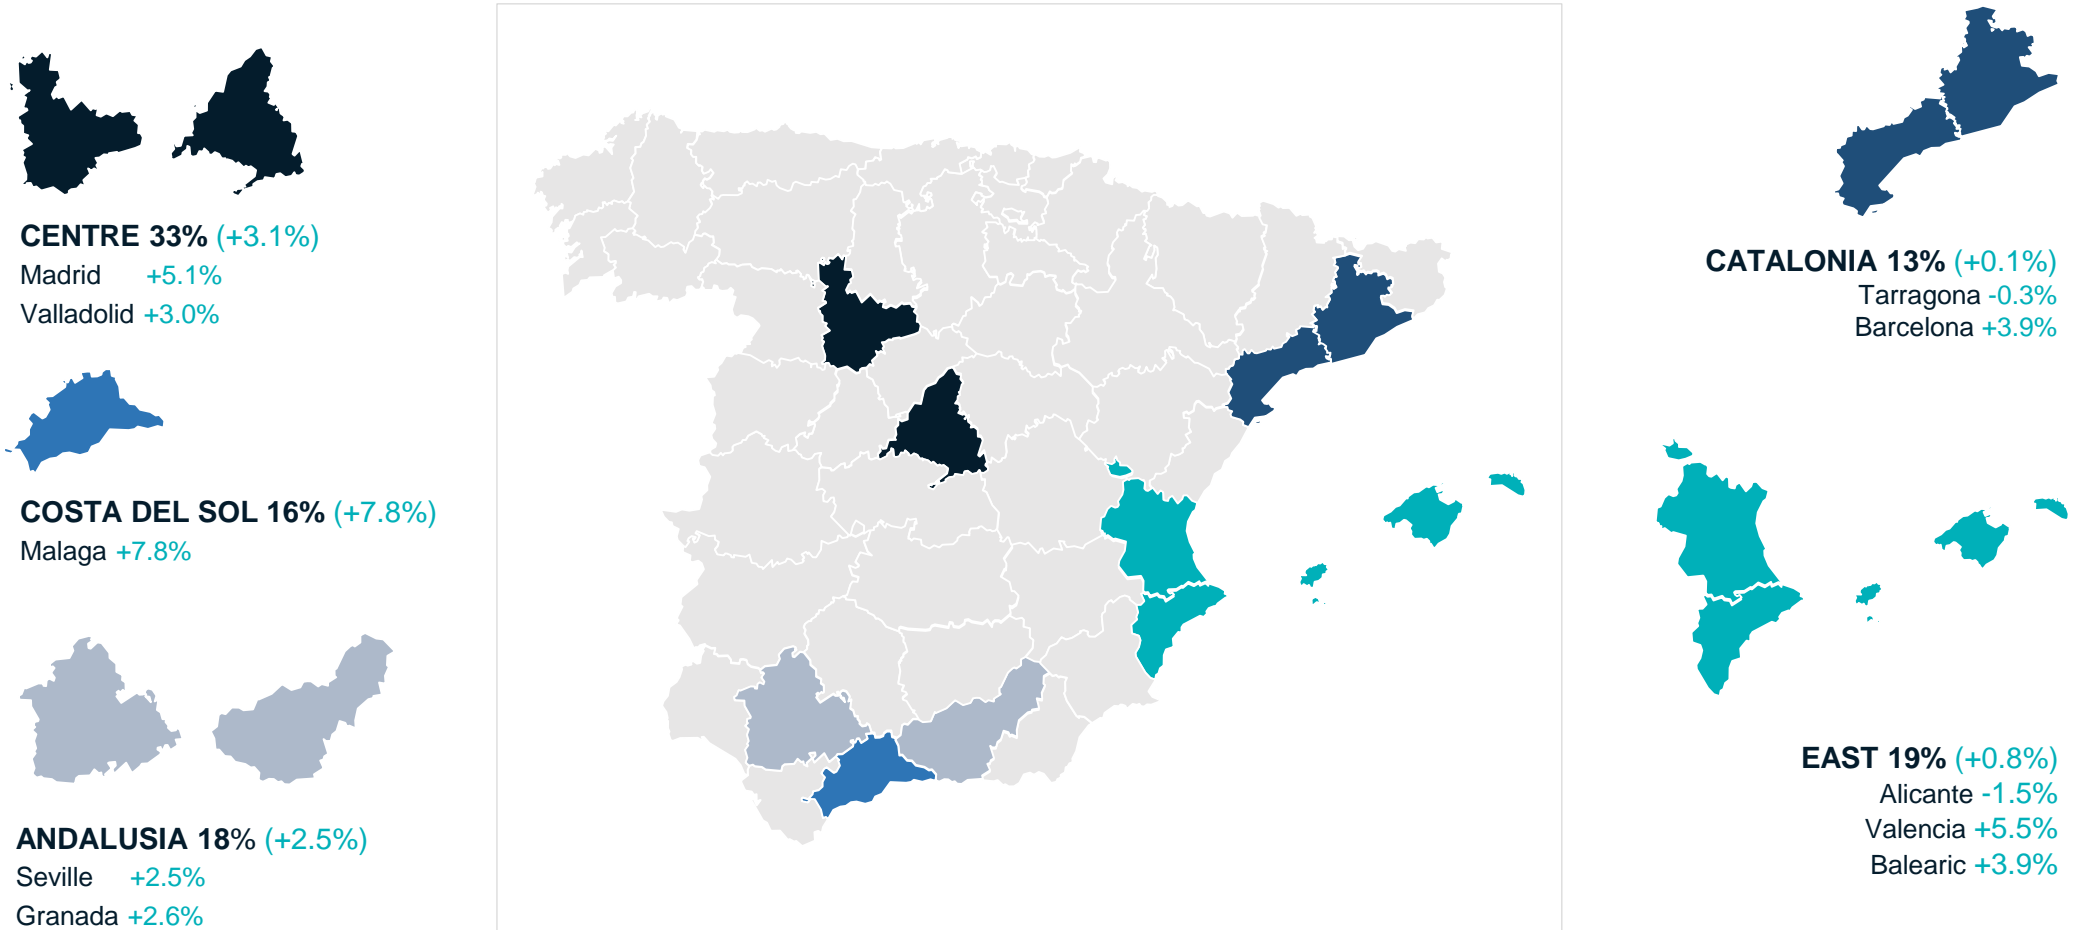 CENTRE 33% (+3.1%)
Madrid +5.1%
Valladolid +3.0%
COSTA DEL SOL 16% (+7.8%)
Malaga +7.8%
ANDALUSIA 18% (+2.5%)
Seville +2.5%
Granada +2.6%
CATALONIA 13% (+0.1%)
Tarragona -0.3%
Barcelona +3.9%
EAST 19% (+0.8%)
Alicante -1.5%
Valencia +5.5%
Balearic +3.9%